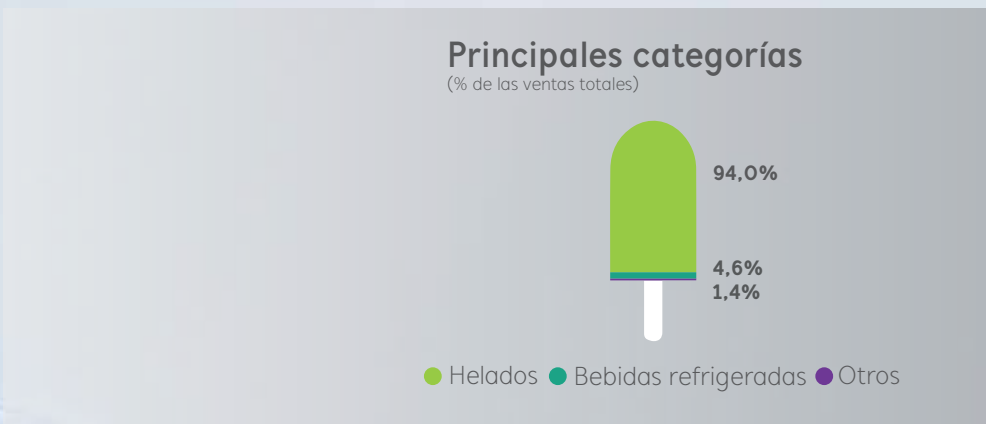 Principales categorías
(% de las ventas totales)
94,0%
4,6%
1,4%
Helados Bebidas refrigeradas Otros